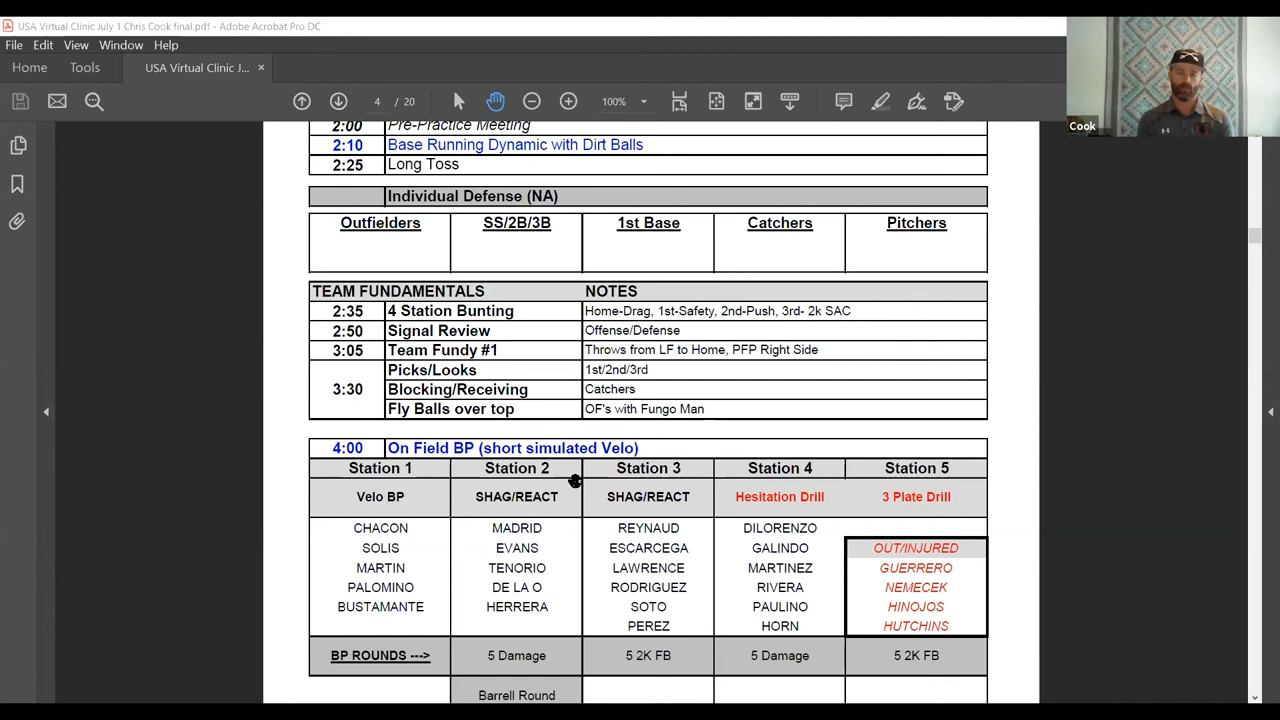 USA Virtual Clinic July 1 Chris Cook final.pdf - Adobe Acrobat Pro DC
File Edit View Window Help
Home Tools USA Virtual Clinic J... ×
4 / 20 100%
Cook
2:00 Pre-Practice Meeting
2:10 Base Running Dynamic with Dirt Balls
2:25 Long Toss
Individual Defense (NA)
Outfielders SS/2B/3B 1st Base Catchers Pitchers
TEAM FUNDAMENTALS NOTES
2:35 4 Station Bunting Home-Drag, 1st-Safety, 2nd-Push, 3rd- 2k SAC
2:50 Signal Review Offense/Defense
3:05 Team Fundy #1 Throws from LF to Home, PFP Right Side
Picks/Looks 1st/2nd/3rd
3:30 Blocking/Receiving Catchers
Fly Balls over top OF's with Fungo Man
4:00 On Field BP (short simulated Velo)
Station 1 Station 2 Station 3 Station 4 Station 5
Velo BP SHAG/REACT SHAG/REACT Hesitation Drill 3 Plate Drill
CHACON MADRID REYNAUD DILORENZO
SOLIS EVANS ESCARCEGA GALINDO OUT/INJURED
MARTIN TENORIO LAWRENCE MARTINEZ GUERRERO
PALOMINO DE LA O RODRIGUEZ RIVERA NEMECEK
BUSTAMANTE HERRERA SOTO PAULINO HINOJOS
PEREZ HORN HUTCHINS
BP ROUNDS ---> 5 Damage 5 2K FB 5 Damage 5 2K FB
Barrell Round